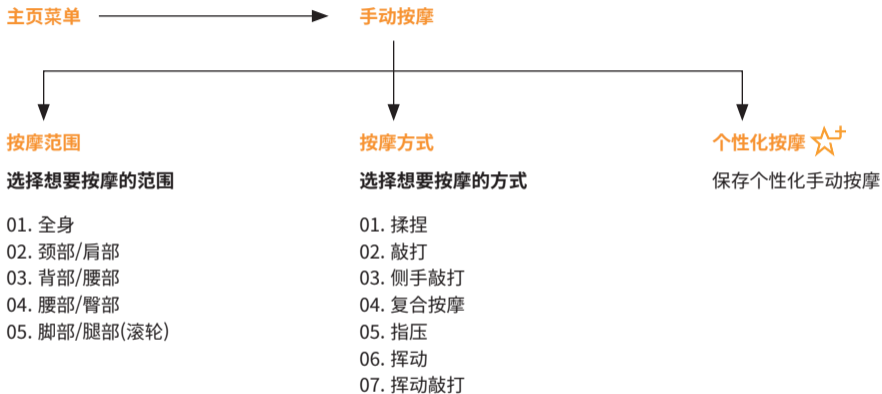 主页菜单
手动按摩
按摩范围
选择想要按摩的范围
01. 全身
02. 颈部/肩部
03. 背部/腰部
04. 腰部/臀部
05. 脚部/腿部(滚轮)
按摩方式
选择想要按摩的方式
01. 揉捏
02. 敲打
03. 侧手敲打
04. 复合按摩
05. 指压
06. 挥动
07. 挥动敲打
个性化按摩
保存个性化手动按摩